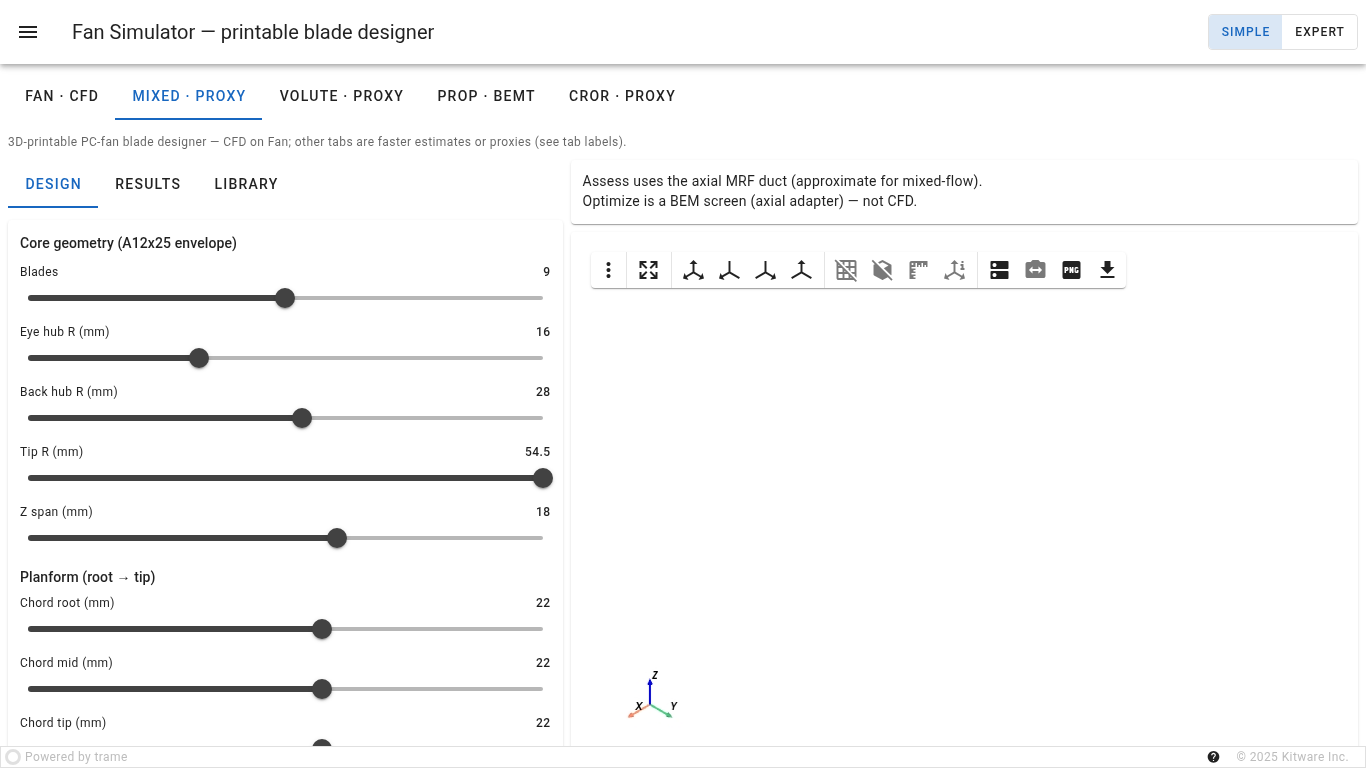 Fan Simulator — printable blade designer
SIMPLE
EXPERT
FAN · CFD
MIXED · PROXY
VOLUTE · PROXY
PROP · BEMT
CROR · PROXY
3D-printable PC-fan blade designer — CFD on Fan; other tabs are faster estimates or proxies (see tab labels).
DESIGN
RESULTS
LIBRARY
Core geometry (A12x25 envelope)
Blades
9
Eye hub R (mm)
16
Back hub R (mm)
28
Tip R (mm)
54.5
Z span (mm)
18
Planform (root → tip)
Chord root (mm)
22
Chord mid (mm)
22
Chord tip (mm)
22
Assess uses the axial MRF duct (approximate for mixed-flow).
Optimize is a BEM screen (axial adapter) — not CFD.
PNG
Z
X
Y
Powered by trame
© 2025 Kitware Inc.